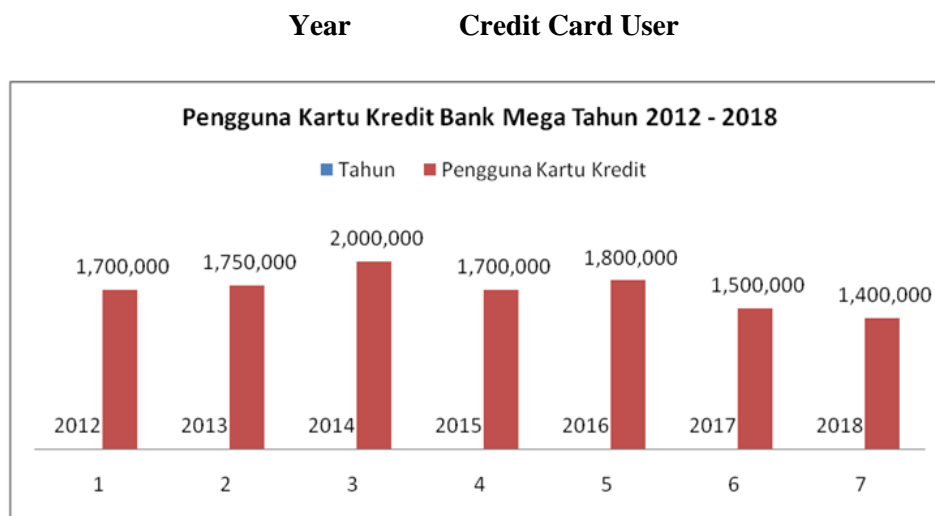 Year Credit Card User
Pengguna Kartu Kredit Bank Mega Tahun 2012 - 2018
Tahun Pengguna Kartu Kredit
1,700,000 1,750,000 2,000,000 1,700,000 1,800,000 1,500,000 1,400,000
2012 2013 2014 2015 2016 2017 2018
1 2 3 4 5 6 7